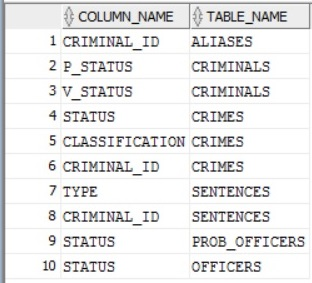 COLUMN_NAME TABLE_NAME
1 CRIMINAL_ID ALIASES
2 P_STATUS CRIMINALS
3 V_STATUS CRIMINALS
4 STATUS CRIMES
5 CLASSIFICATION CRIMES
6 CRIMINAL_ID CRIMES
7 TYPE SENTENCES
8 CRIMINAL_ID SENTENCES
9 STATUS PROB_OFFICERS
10 STATUS OFFICERS